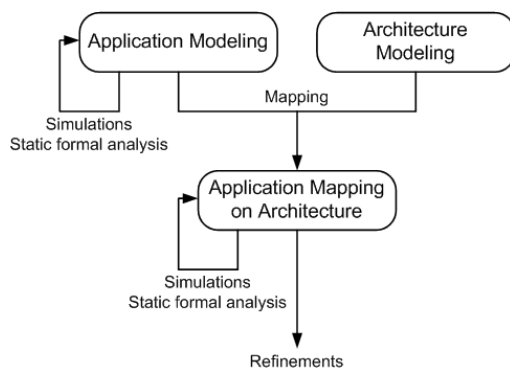 Application Modeling
Architecture
Modeling
Mapping
Simulations
Static formal analysis
Application Mapping
on Architecture
Simulations
Static formal analysis
Refinements